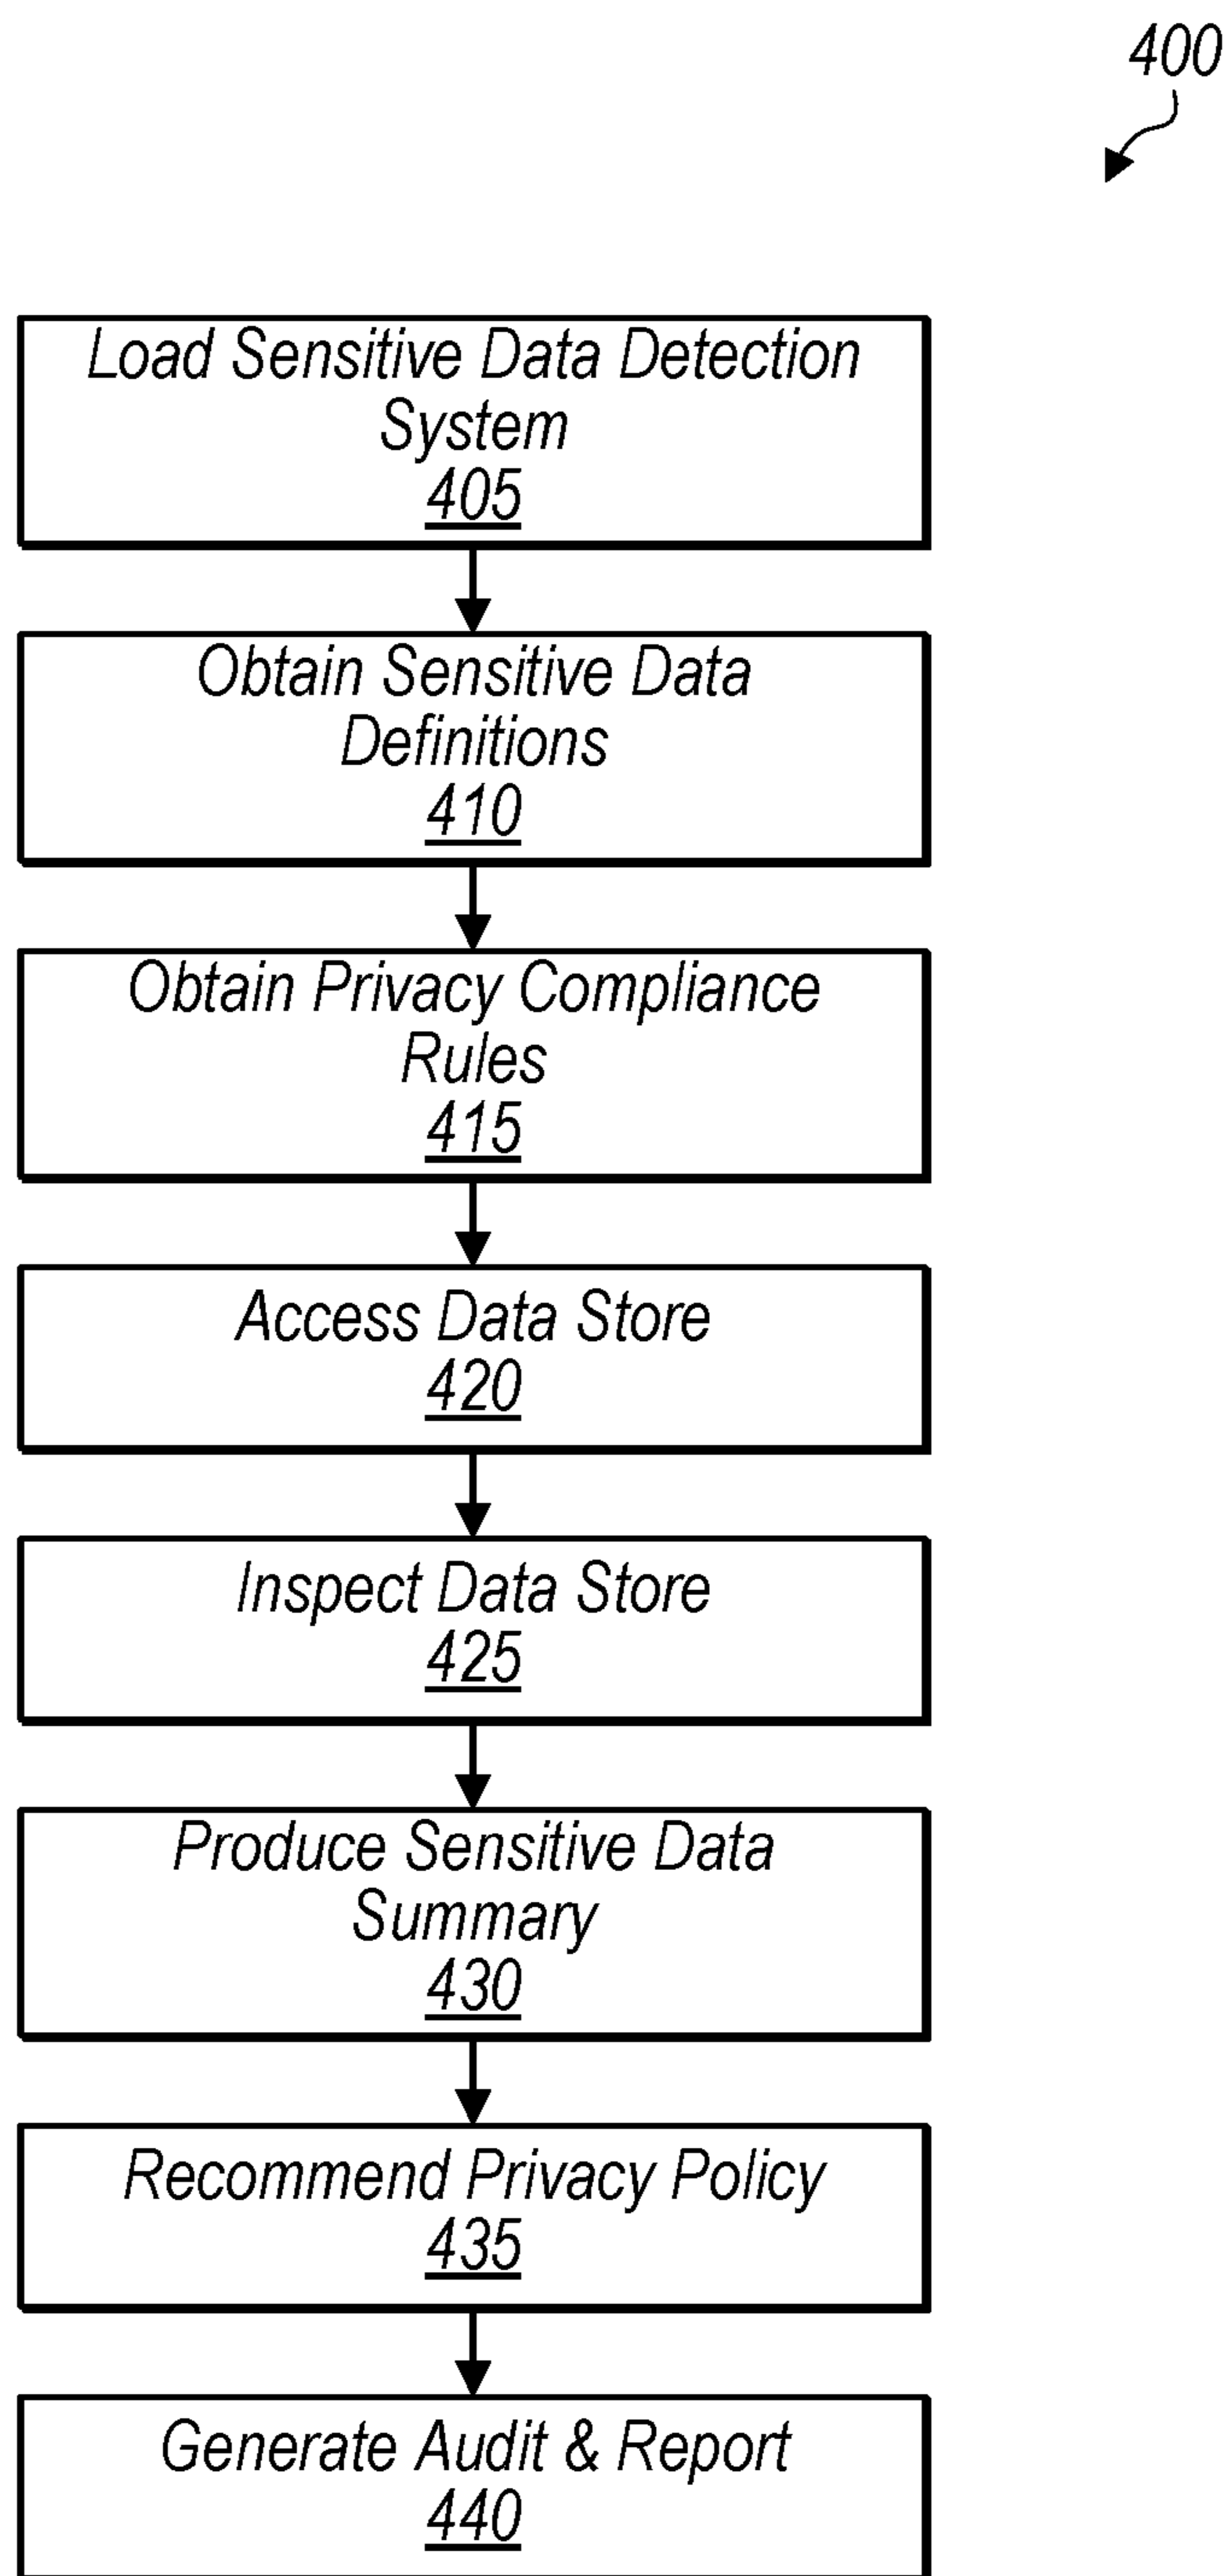 400
Load Sensitive Data Detection
System
405
Obtain Sensitive Data
Definitions
410
Obtain Privacy Compliance
Rules
415
Access Data Store
420
Inspect Data Store
425
Produce Sensitive Data
Summary
430
Recommend Privacy Policy
435
Generate Audit & Report
440